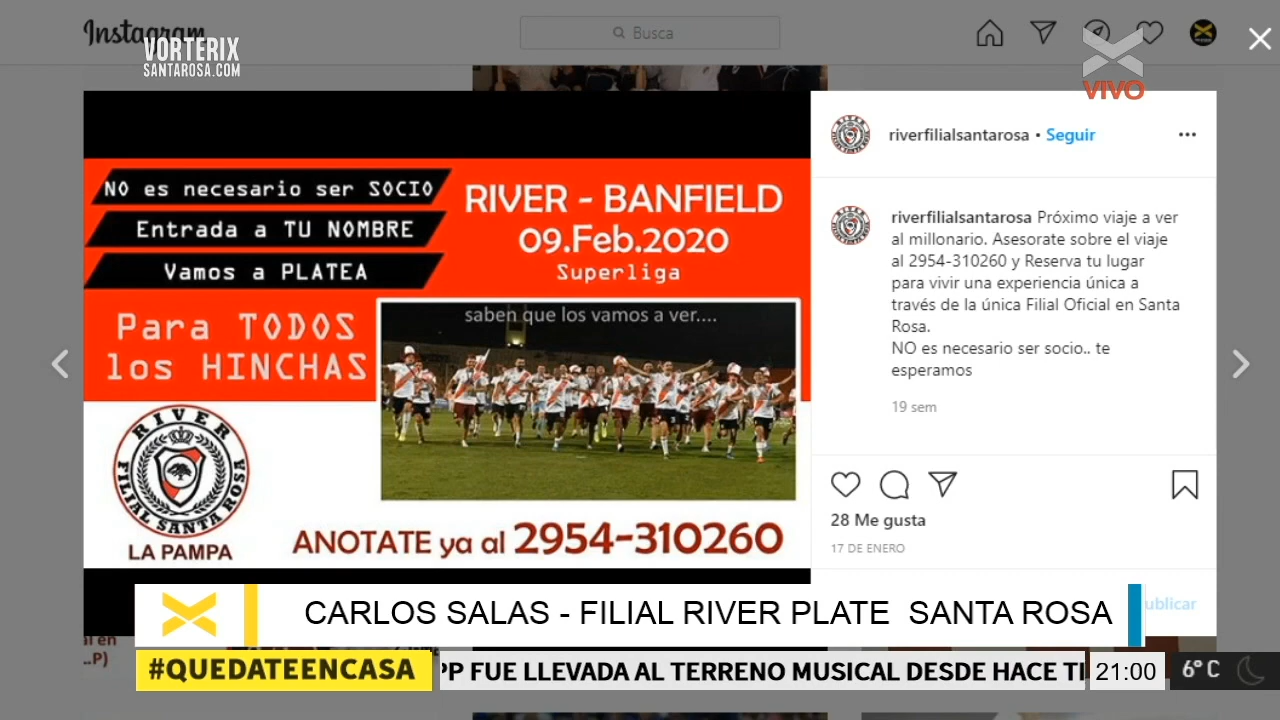 Instagram
Busca
VORTERIX
SANTAROSA.COM
VIVO
NO es necesario ser SOCIO
Entrada a TU NOMBRE
Vamos a PLATEA
RIVER - BANFIELD
09.Feb.2020
Superliga
Para TODOS
los HINCHAS
saben que los vamos a ver....
RIVER
FILIAL SANTA ROSA
LA PAMPA
ANOTATE ya al 2954-310260
riverfilialsantarosa • Seguir
riverfilialsantarosa Próximo viaje a ver
al millonario. Asesorate sobre el viaje
al 2954-310260 y Reserva tu lugar
para vivir una experiencia única a
través de la única Filial Oficial en Santa
Rosa.
NO es necesario ser socio.. te
esperamos
19 sem
28 Me gusta
17 DE ENERO
ublicar
al en
..P)
CARLOS SALAS - FILIAL RIVER PLATE SANTA ROSA
#QUEDATEENCASA
PP FUE LLEVADA AL TERRENO MUSICAL DESDE HACE TI
21:00
6°C